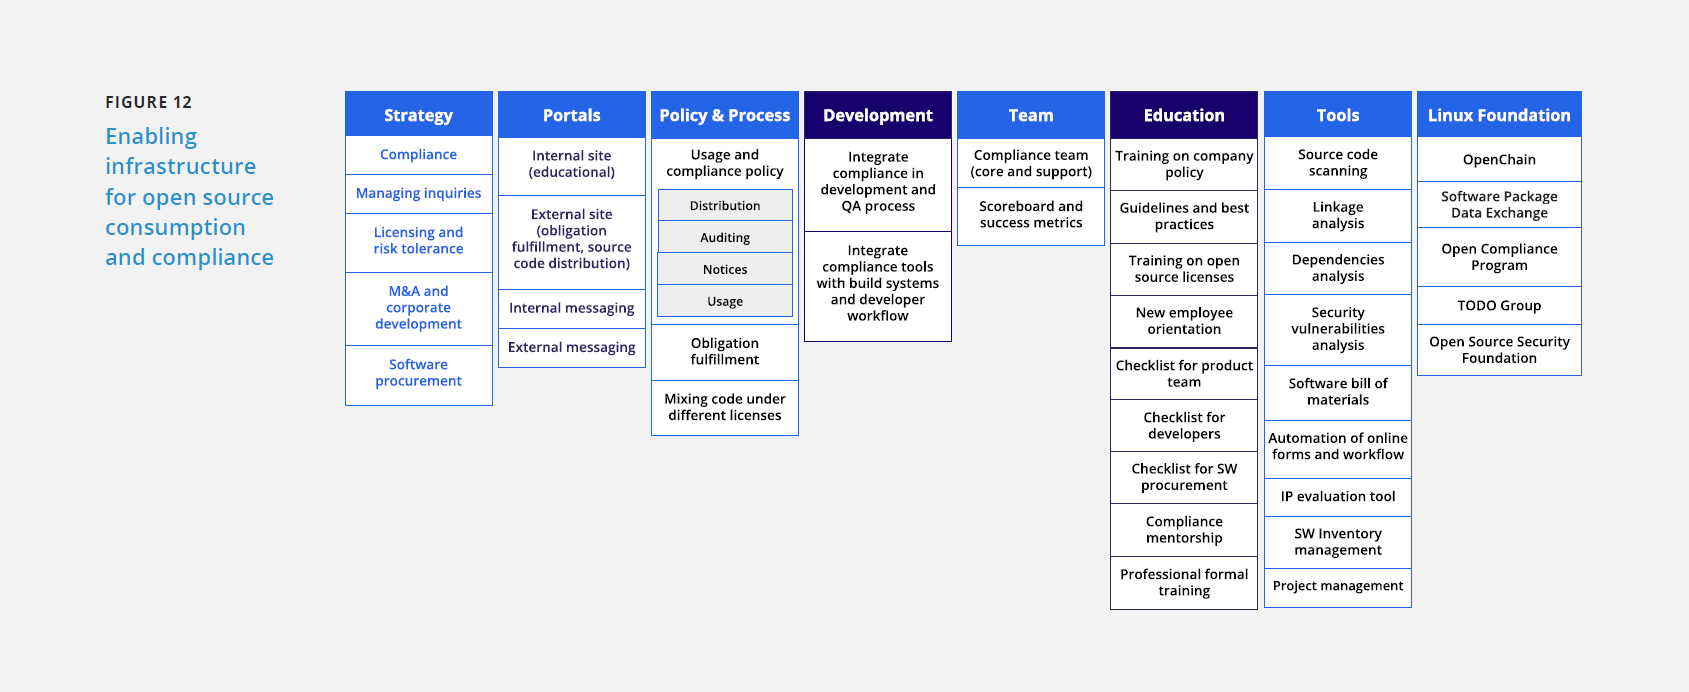 FIGURE 12
Enabling
infrastructure
for open source
consumption
and compliance
Strategy
Compliance
Managing inquiries
Licensing and
risk tolerance
M&A and
corporate
development
Software
procurement
Portals
Internal site
(educational)
External site
(obligation
fulfillment, source
code distribution)
Internal messaging
External messaging
Policy & Process
Usage and
compliance policy
Distribution
Auditing
Notices
Usage
Obligation
fulfillment
Mixing code under
different licenses
Development
Integrate
compliance in
development and
QA process
Integrate
compliance tools
with build systems
and developer
workflow
Team
Compliance team
(core and support)
Scoreboard and
success metrics
Education
Training on company
policy
Guidelines and best
practices
Training on open
source licenses
New employee
orientation
Checklist for product
team
Checklist for
developers
Checklist for SW
procurement
Compliance
mentorship
Professional formal
training
Tools
Source code
scanning
Linkage
analysis
Dependencies
analysis
Security
vulnerabilities
analysis
Software bill of
materials
Automation of online
forms and workflow
IP evaluation tool
SW Inventory
management
Project management
Linux Foundation
OpenChain
Software Package
Data Exchange
Open Compliance
Program
TODO Group
Open Source Security
Foundation